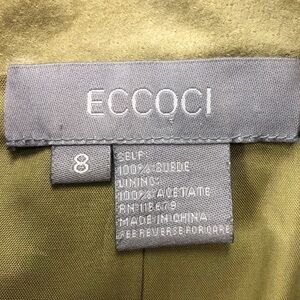 ECCOCI
8
SELF:
100% SUEDE
LINING:
100% ACETATE
RN 118679
MADE IN CHINA
SEE REVERSE FOR CARE